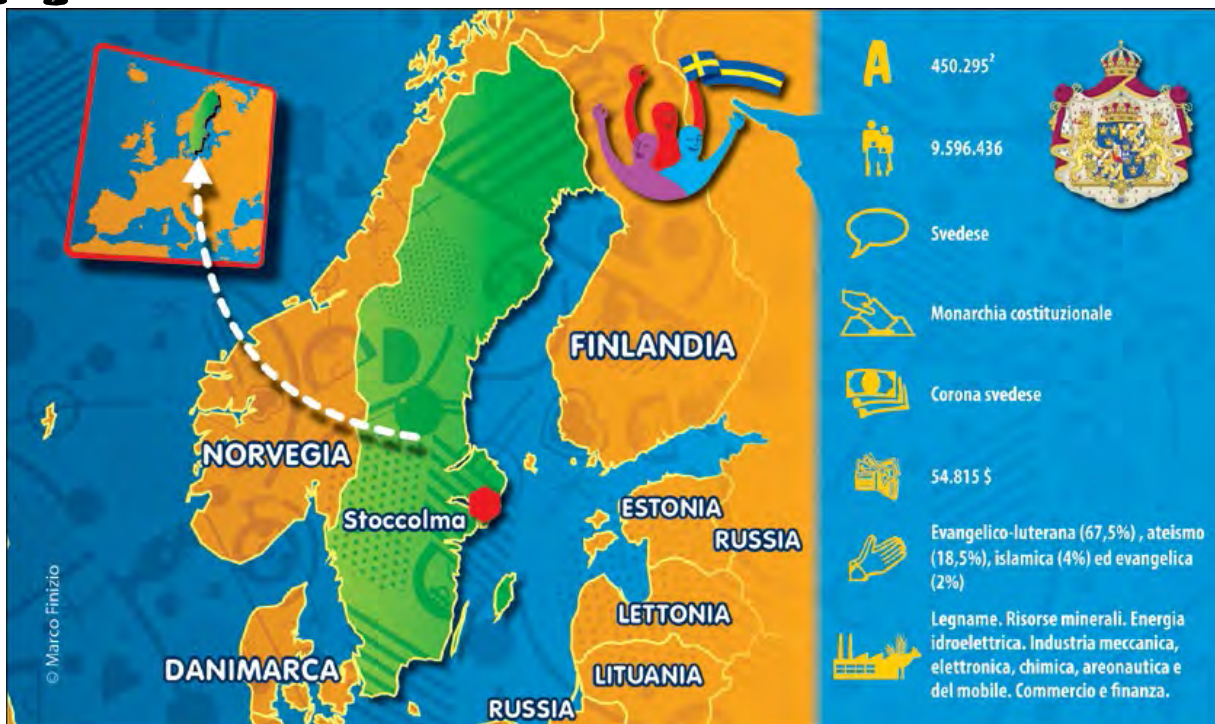 450.295²
9.596.436
Svedese
Monarchia costituzionale
Corona svedese
54.815 $
Evangelico-luterana (67,5%) , ateismo
(18,5%), islamica (4%) ed evangelica
(2%)
Legname. Risorse minerali. Energia
idroelettrica. Industria meccanica,
elettronica, chimica, areonautica e
del mobile. Commercio e finanza.
FINLANDIA
NORVEGIA
Stoccolma
ESTONIA
RUSSIA
LETTONIA
DANIMARCA
LITUANIA
RUSSIA
© Marco Finizio